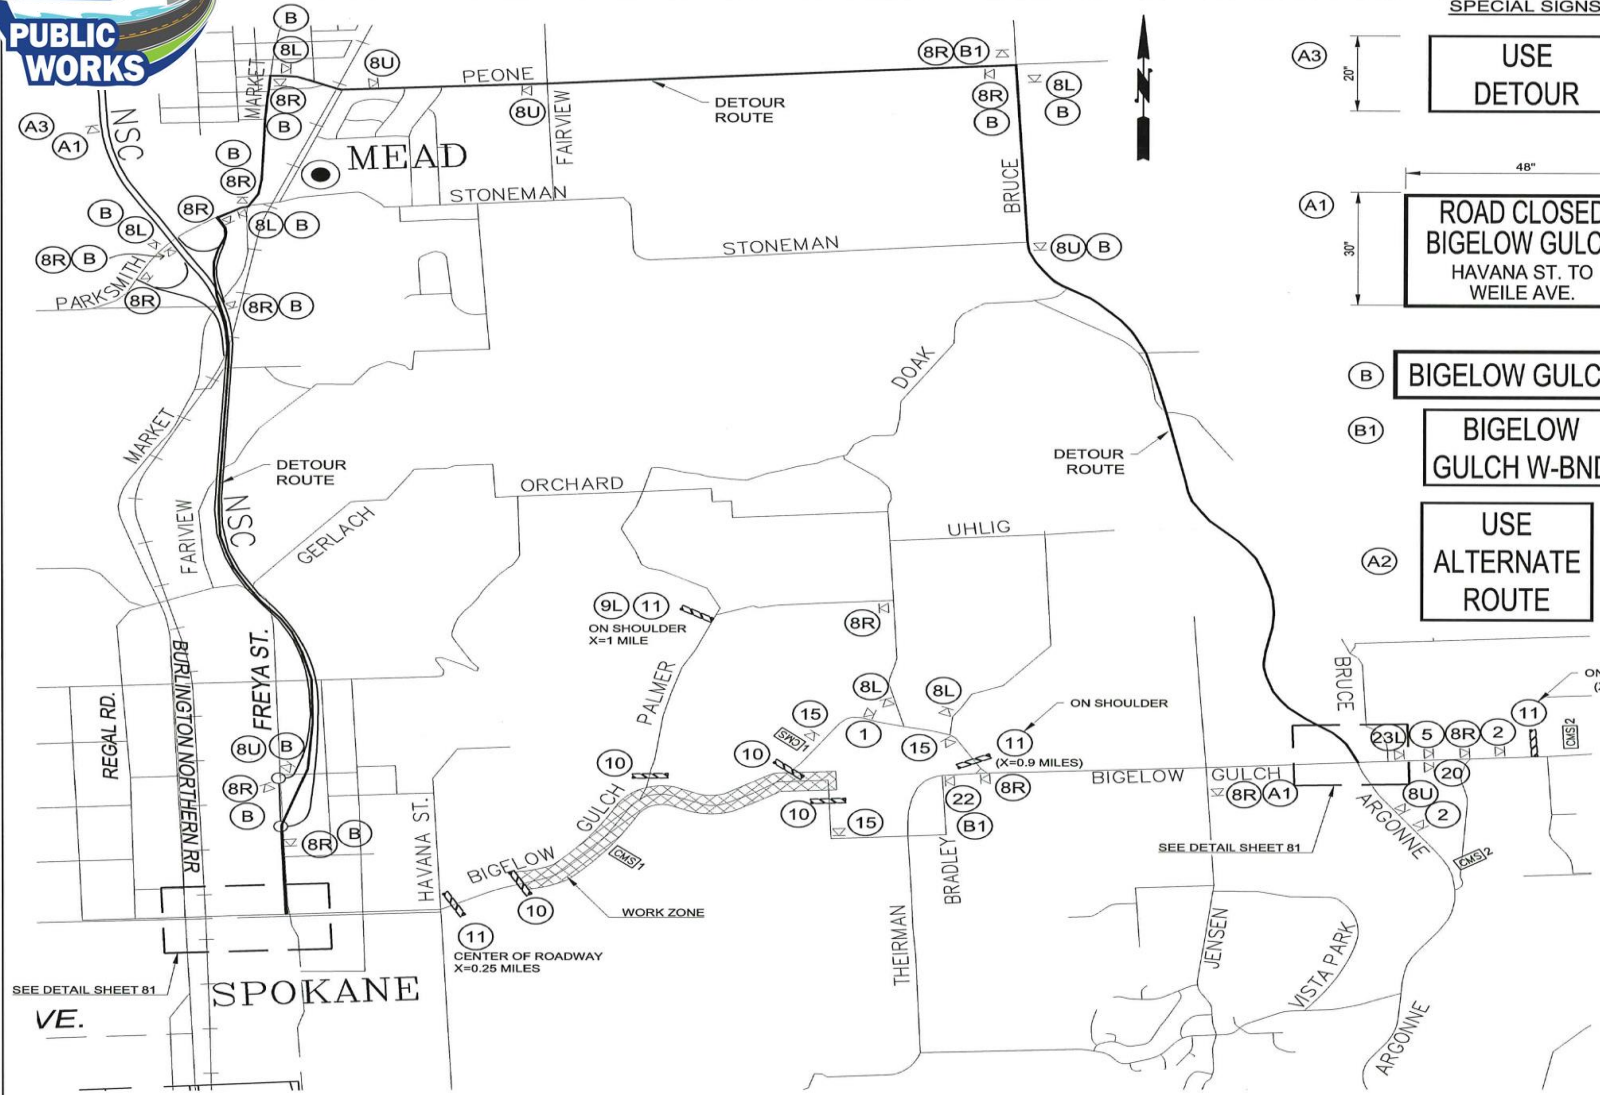 PUBLIC
WORKS
SPECIAL SIGNS
A3
20"
USE
DETOUR
48"
A1
30"
ROAD CLOSED
BIGELOW GULC
HAVANA ST. TO
WEILE AVE.
B
BIGELOW GULC
B1
BIGELOW
GULCH W-BND
A2
USE
ALTERNATE
ROUTE
B
8L
MARKET
8R
B
8U
PEONE
8U
FAIRVIEW
DETOUR
ROUTE
8R
B1
8R
B
8L
B
N
A3
A1
NSC
MEAD
B
8R
8R
8L
B
STONEMAN
STONEMAN
BRUCE
8U
B
B
8L
8R
B
PARKSMITH
8R
8R
B
DOAK
MARKET
DETOUR
ROUTE
DETOUR
ROUTE
NSC
FARIVIEW
GERLACH
ORCHARD
UHLIG
9L
11
ON SHOULDER
X=1 MILE
8R
PALMER
BURLINGTON NORTHERN RR
FREYA ST.
REGAL RD.
8U
B
8R
B
8R
B
HAVANA ST.
8L
8L
15
CMS
1
1
15
11
ON SHOULDER
(X=0.9 MILES)
10
10
10
15
GULCH
BIGELOW
CMS
1
10
WORK ZONE
11
CENTER OF ROADWAY
X=0.25 MILES
22
B1
8R
BIGELOW
GULCH
8R
A1
BRUCE
23L
5
8R
2
11
ON
CMS
2
20
8U
2
ARGONNE
CMS
2
SEE DETAIL SHEET 81
BRADLEY
THEIRMAN
JENSEN
VISTA PARK
ARGONNE
SEE DETAIL SHEET 81
SPOKANE
VE.